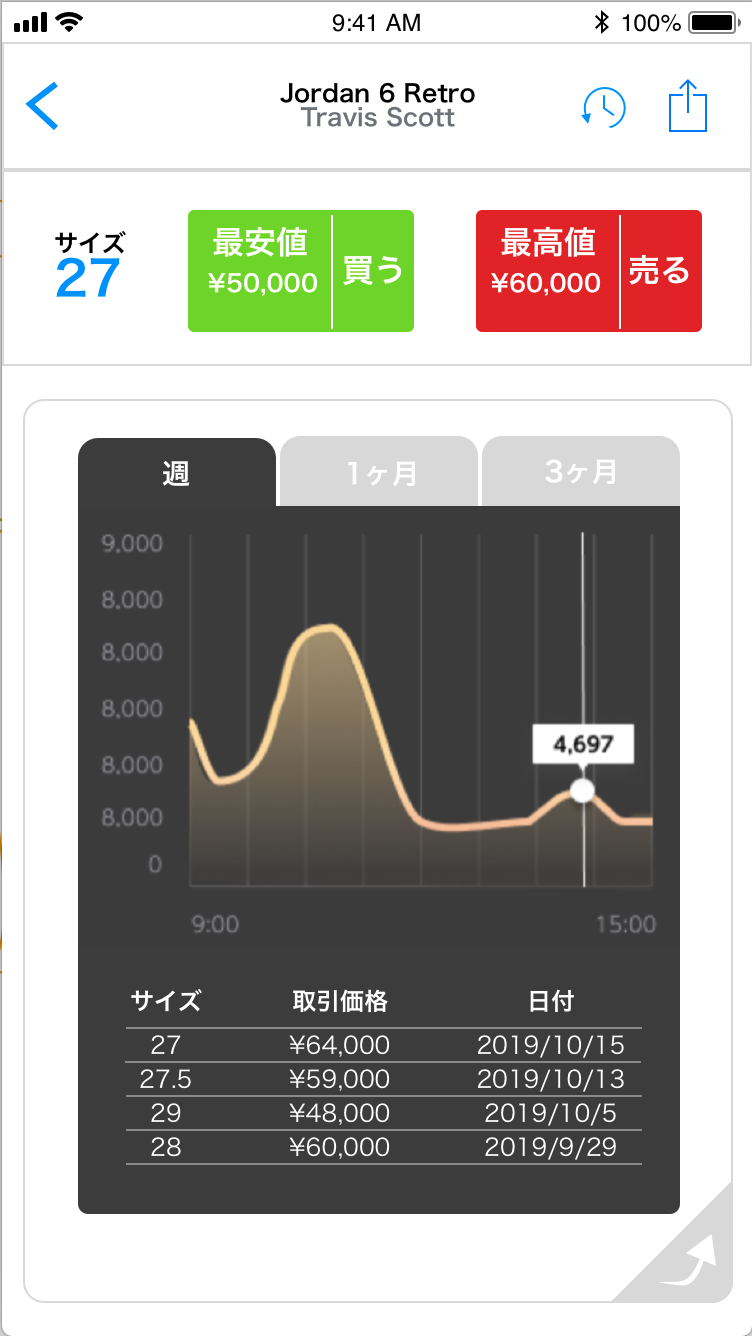 9:41 AM 100%
Jordan 6 Retro
Travis Scott
サイズ
27
最安値
¥50,000
買う
最高値
¥60,000
売る
週 1ヶ月 3ヶ月
9,000
8,000
8,000
8,000
8,000
8,000
0
4,697
9:00 15:00
サイズ 取引価格 日付
27 ¥64,000 2019/10/15
27.5 ¥59,000 2019/10/13
29 ¥48,000 2019/10/5
28 ¥60,000 2019/9/29